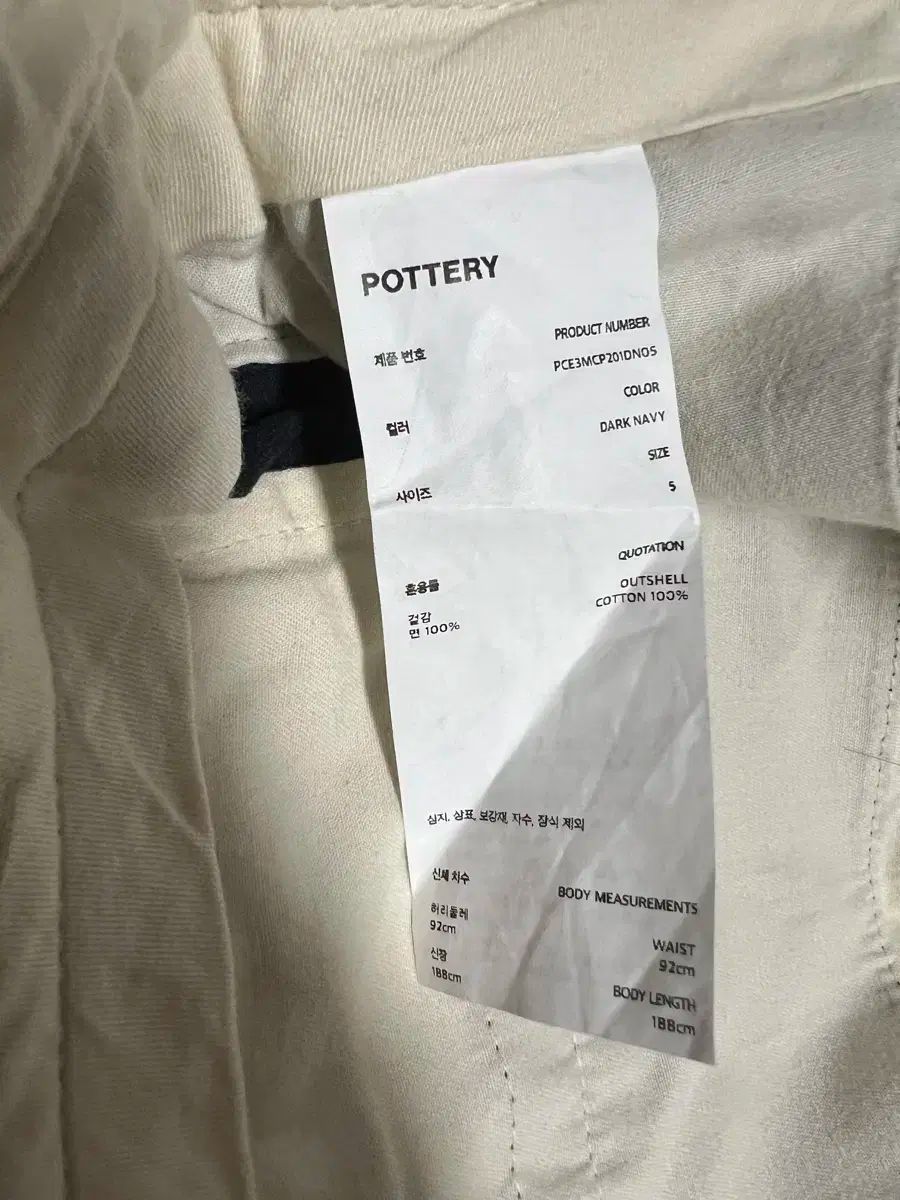 POTTERY
PRODUCT NUMBER
제품 번호
PCE3MCP201DN05
COLOR
컬러
DARK NAVY
SIZE
사이즈
5
QUOTATION
혼용률
OUTSHELL
COTTON 100%
겉감
면 100%
심지, 상표, 보강재, 자수, 장식 제외
신체 치수
BODY MEASUREMENTS
허리둘레
92cm
WAIST
92cm
신장
188cm
BODY LENGTH
188cm